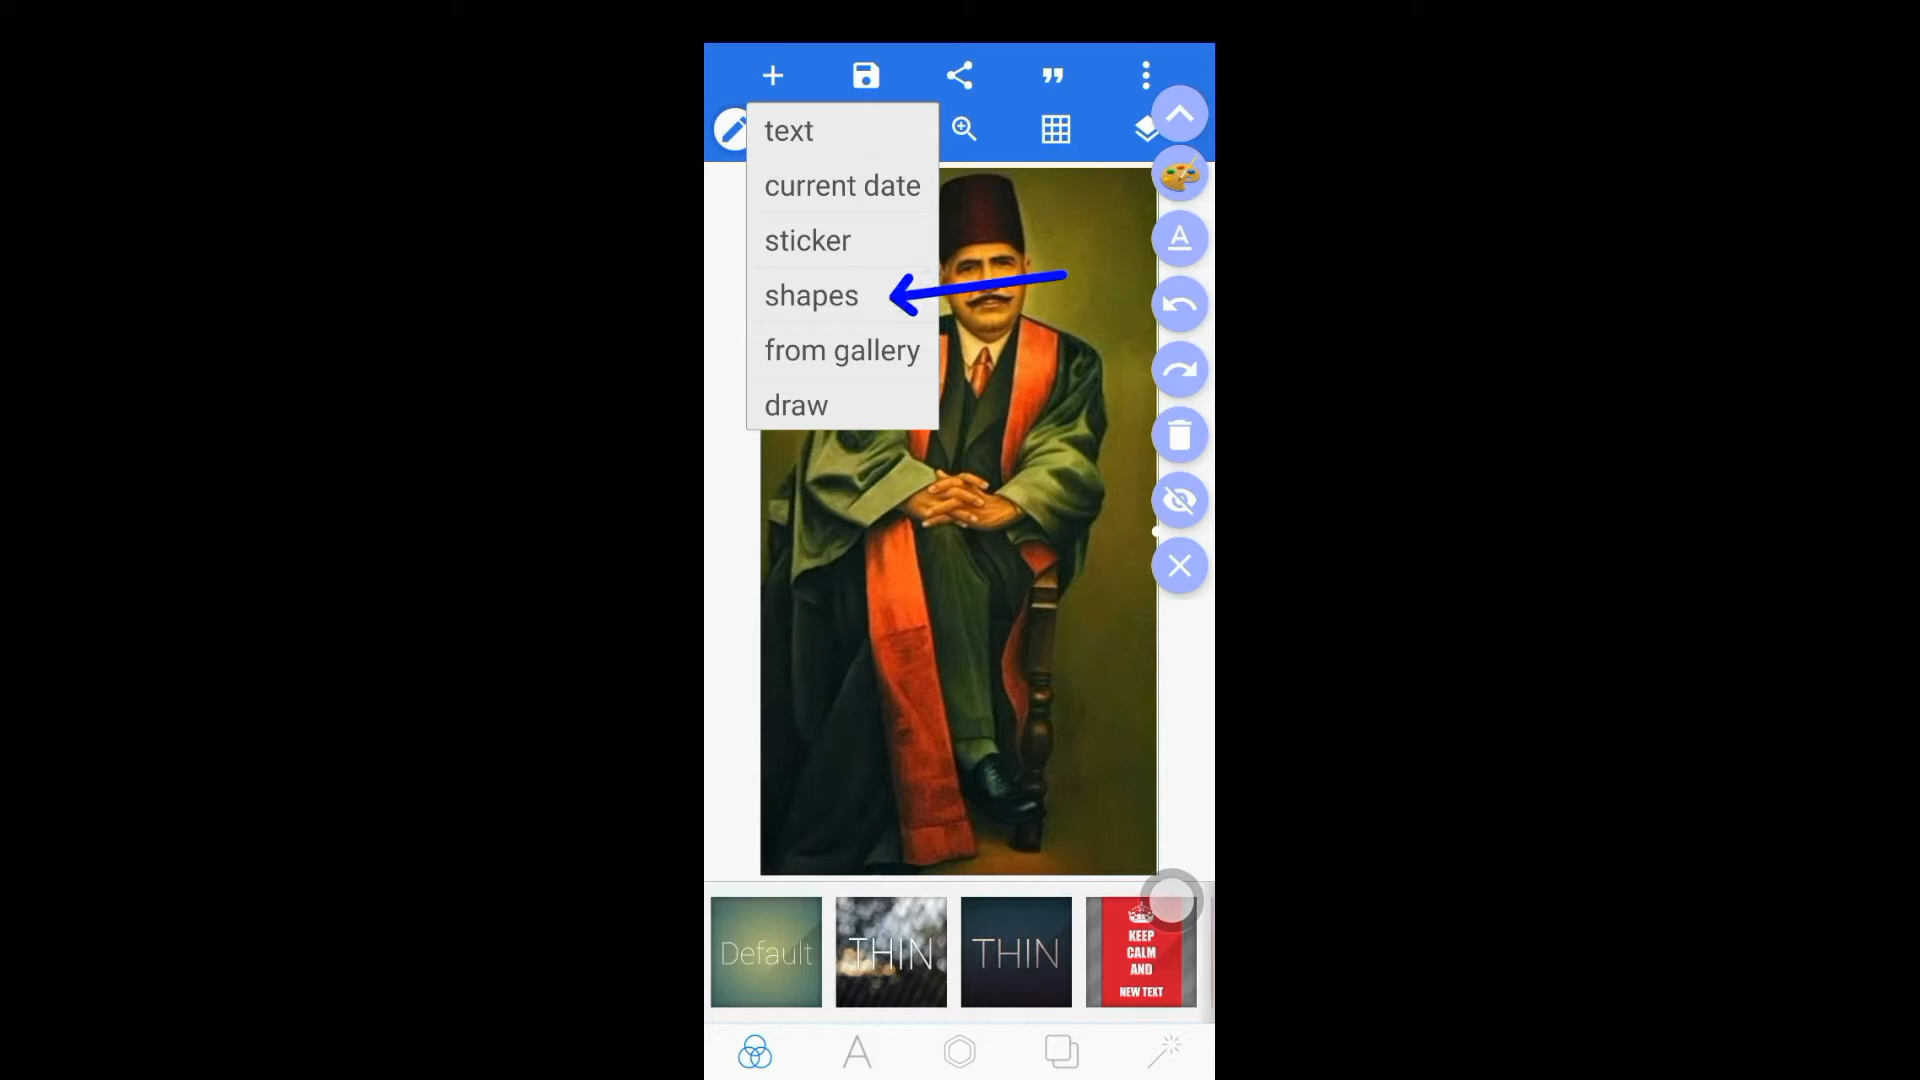 text
current date
sticker
shapes
from gallery
draw
Default
THIN
THIN
KEEP
CALM
AND
NEW TEXT